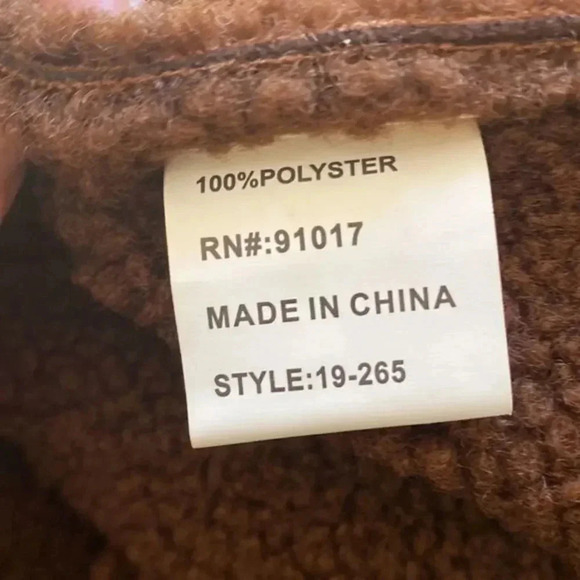 100%POLYSTER
RN#:91017
MADE IN CHINA
STYLE:19-265